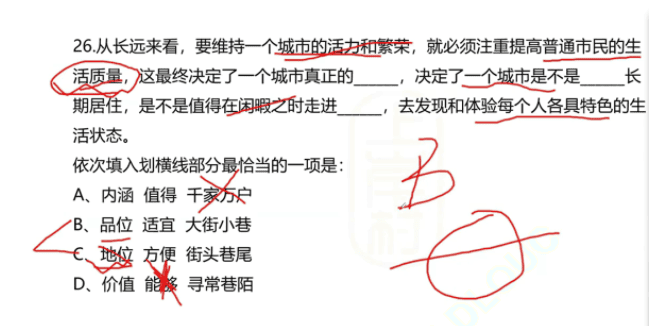 26.从长远来看，要维持一个城市的活力和繁荣，就必须注重提高普通市民的生
活质量，这最终决定了一个城市真正的______，决定了一个城市是不是______长
期居住，是不是值得在闲暇之时走进______，去发现和体验每个人各具特色的生
活状态。
依次填入划横线部分最恰当的一项是：
A、内涵 值得 千家万户
B、品位 适宜 大街小巷
C、地位 方便 街头巷尾
D、价值 能够 寻常巷陌
B